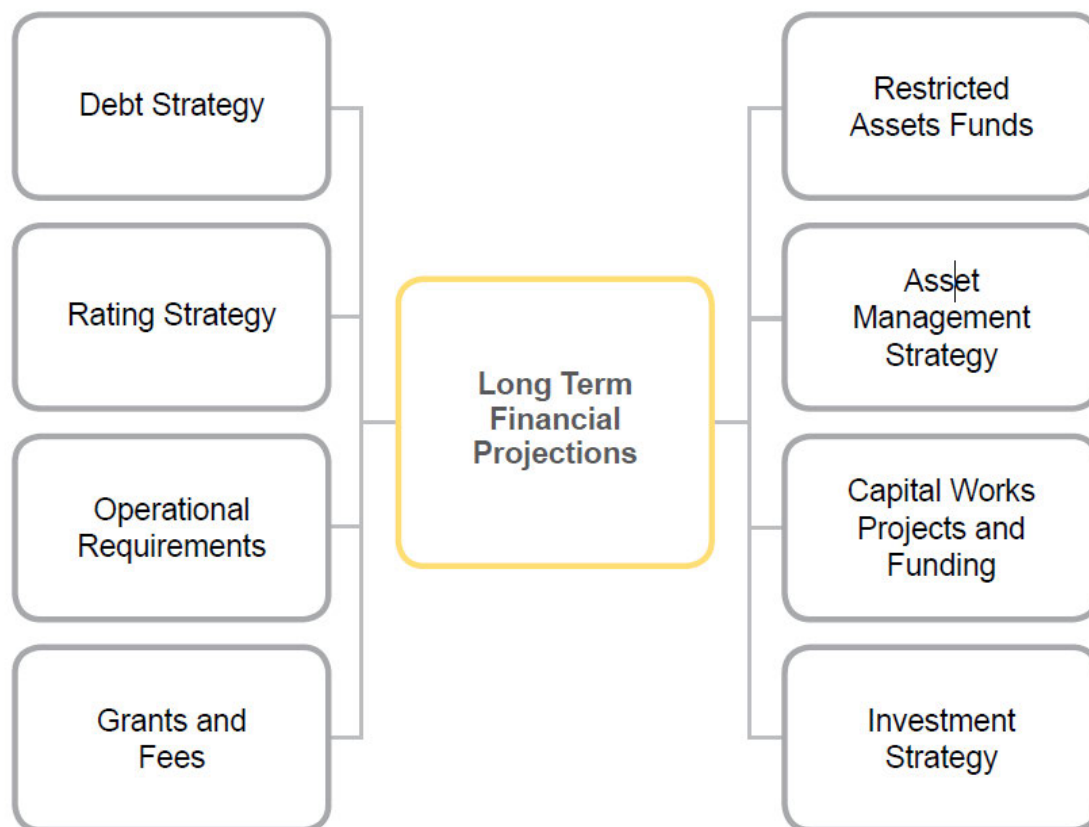 Debt Strategy
Rating Strategy
Operational
Requirements
Grants and
Fees
Long Term
Financial
Projections
Restricted
Assets Funds
Asset
Management
Strategy
Capital Works
Projects and
Funding
Investment
Strategy